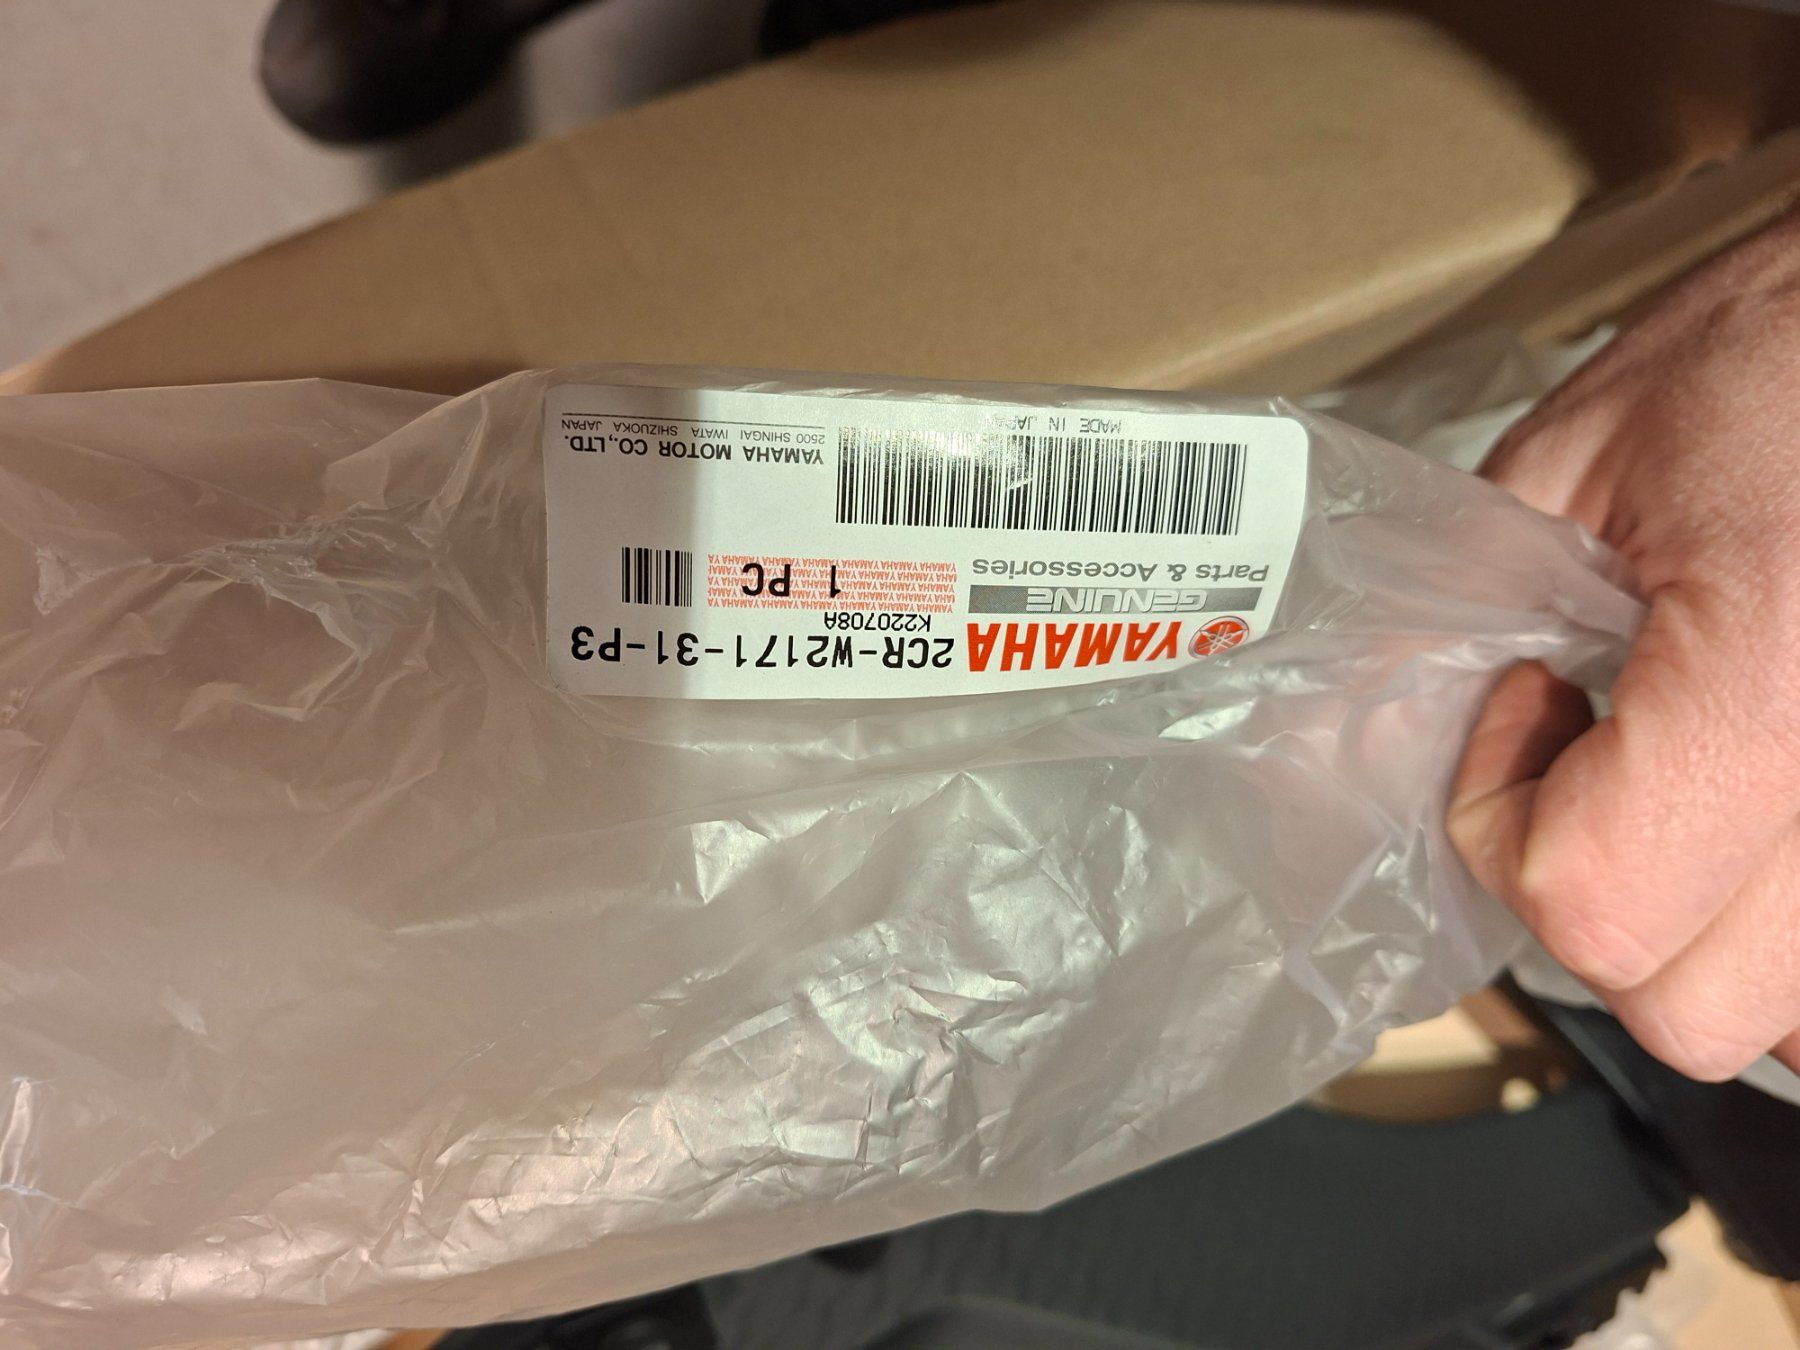 YAMAHA 2CR-W2171-31-P3
GENUINE K220708A
Parts & Accessories 1 PC
YAMAHA MOTOR CO.,LTD.
2500 SHINGAI IWATA SHIZUOKA JAPAN
MADE IN JAPAN